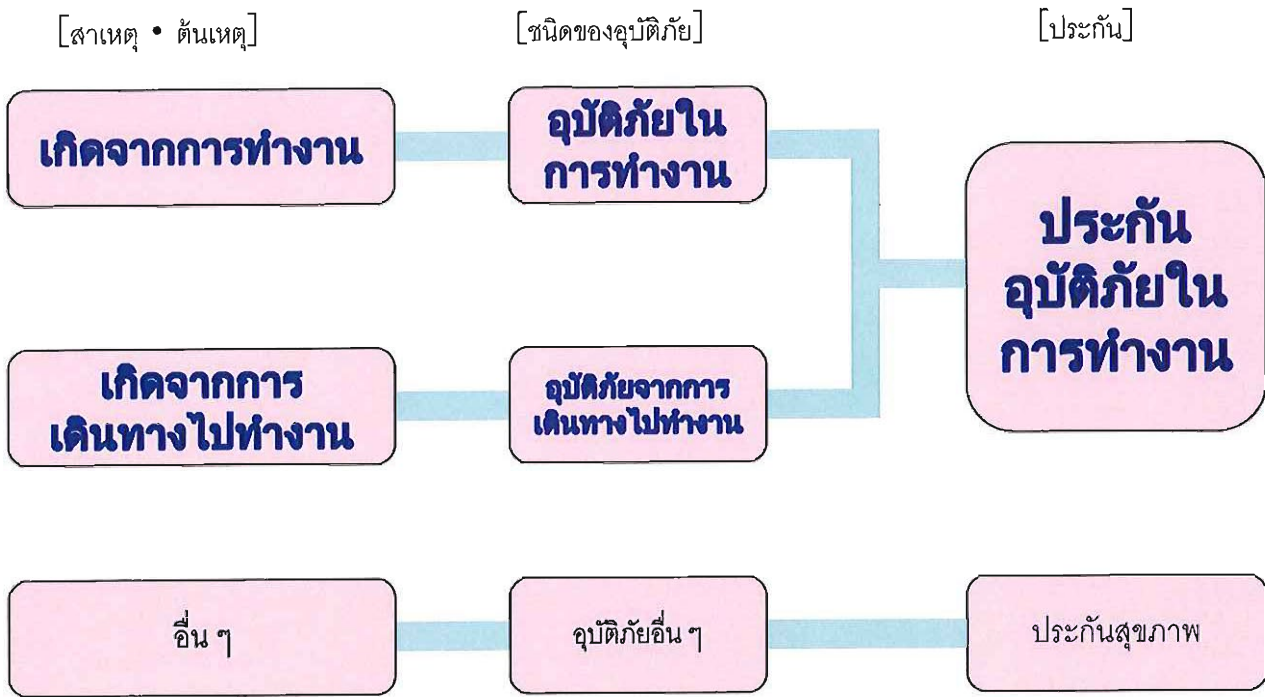 [สาเหตุ • ต้นเหตุ]
[ชนิดของอุบัติภัย]
[ประกัน]
เกิดจากการทำงาน
อุบัติภัยใน
การทำงาน
ประกัน
อุบัติภัยใน
การทำงาน
เกิดจากการ
เดินทางไปทำงาน
อุบัติภัยจากการ
เดินทางไปทำงาน
อื่น ๆ
อุบัติภัยอื่น ๆ
ประกันสุขภาพ